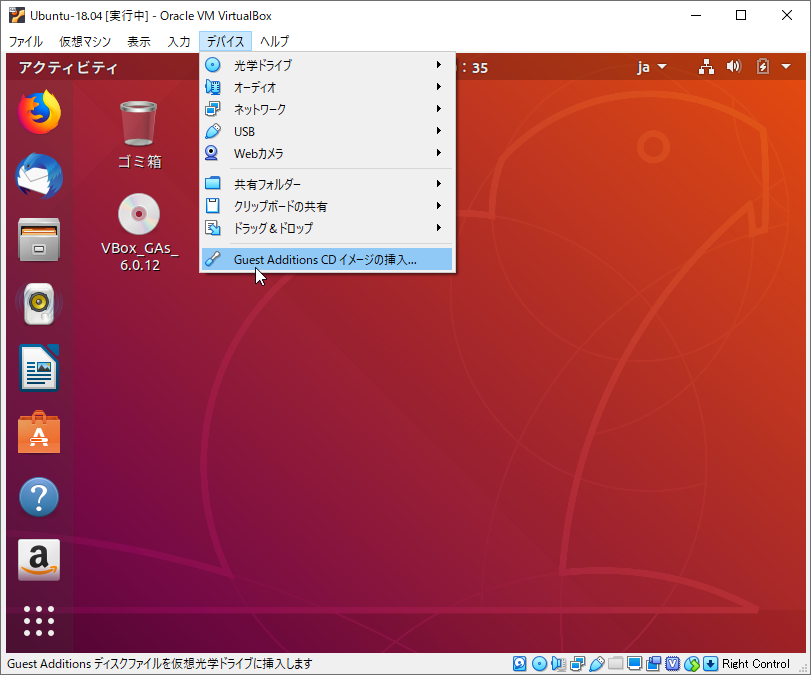 Ubuntu-18.04 [実行中] - Oracle VM VirtualBox
ファイル 仮想マシン 表示 入力 デバイス ヘルプ
アクティビティ : 35 ja
光学ドライブ
オーディオ
ネットワーク
USB
Webカメラ
共有フォルダー
クリップボードの共有
ドラッグ＆ドロップ
Guest Additions CD イメージの挿入...
ゴミ箱
VBox_GAs_
6.0.12
Guest Additions ディスクファイルを仮想光学ドライブに挿入します Right Control